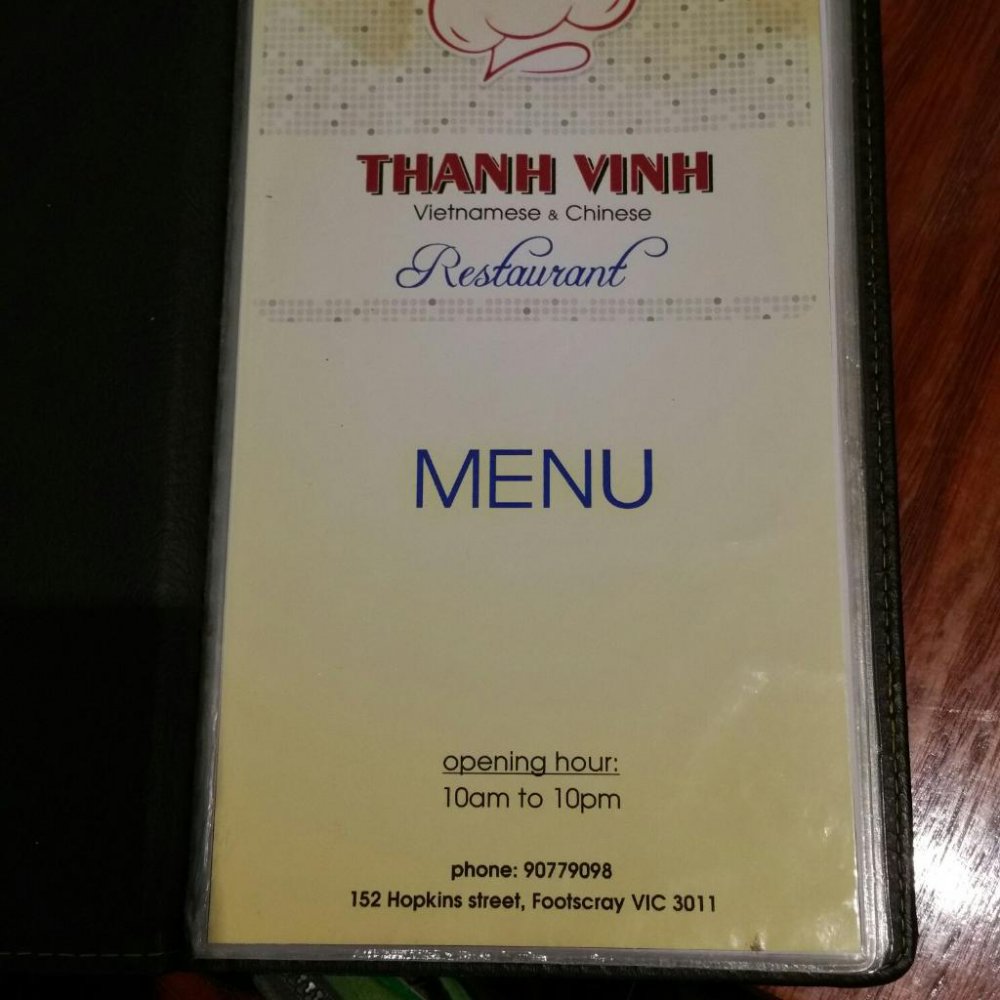 THANH VINH
Vietnamese & Chinese
Restaurant
MENU
opening hour:
10am to 10pm
phone: 90779098
152 Hopkins street, Footscray VIC 3011